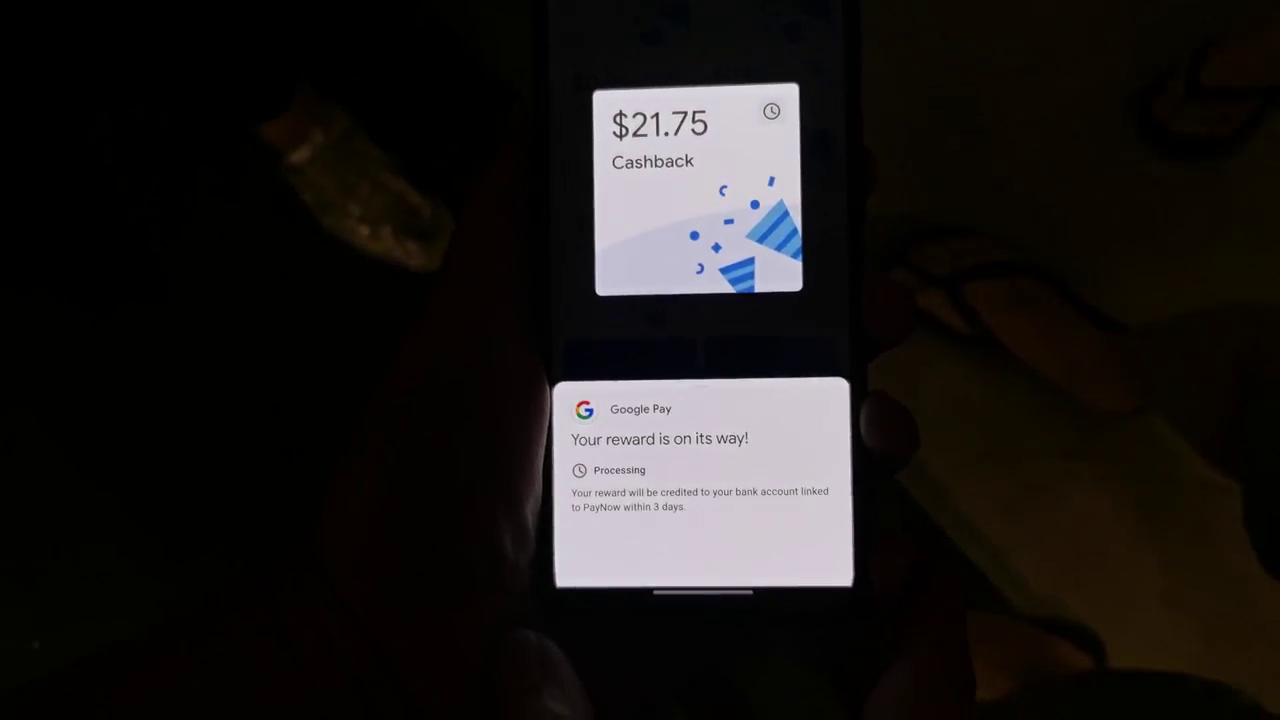 $21.75
Cashback
Google Pay
Your reward is on its way!
Processing
Your reward will be credited to your bank account linked
to PayNow within 3 days.